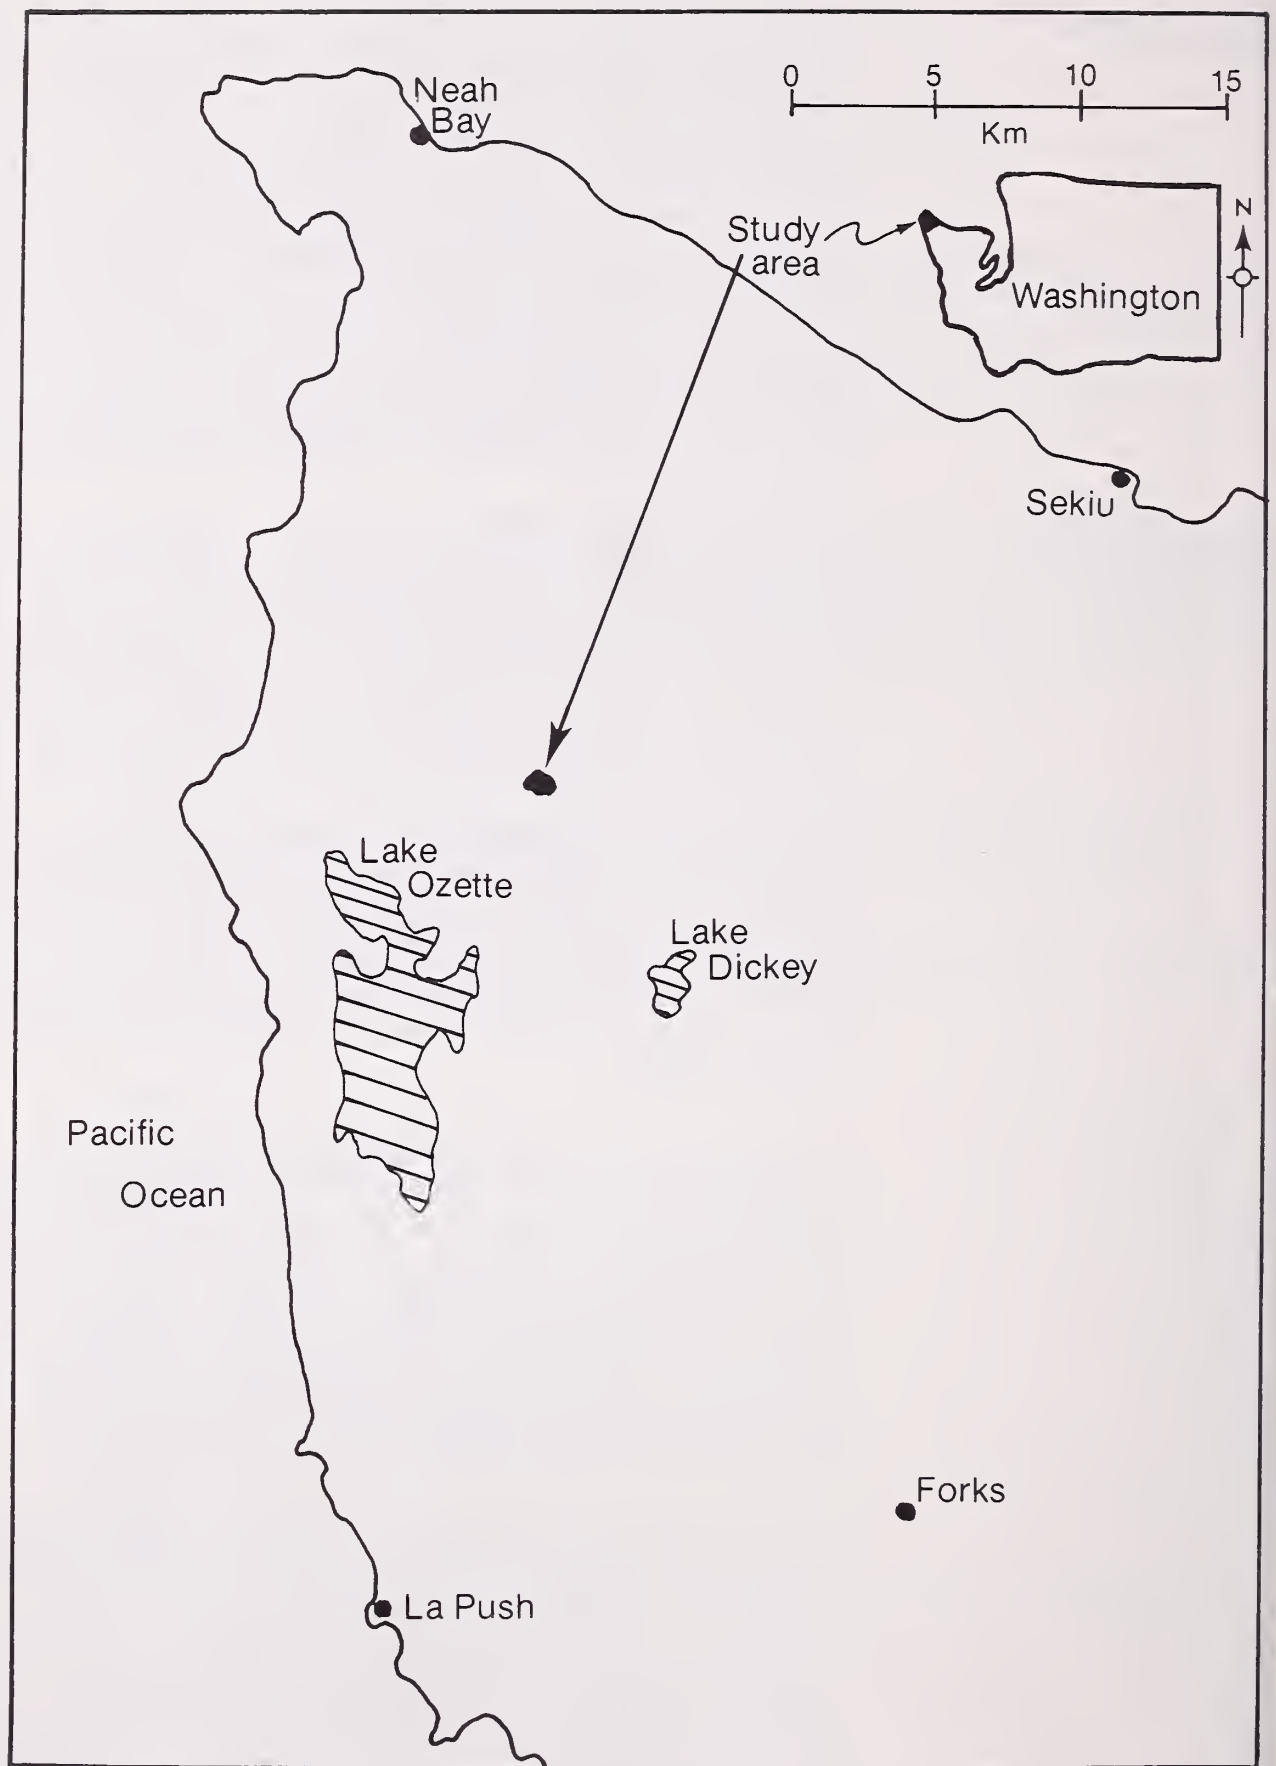 Neah
Bay
0 5 10 15
Km
Study
area
N
Washington
Sekiu
Lake
Ozette
Lake
Dickey
Pacific
Ocean
Forks
La Push